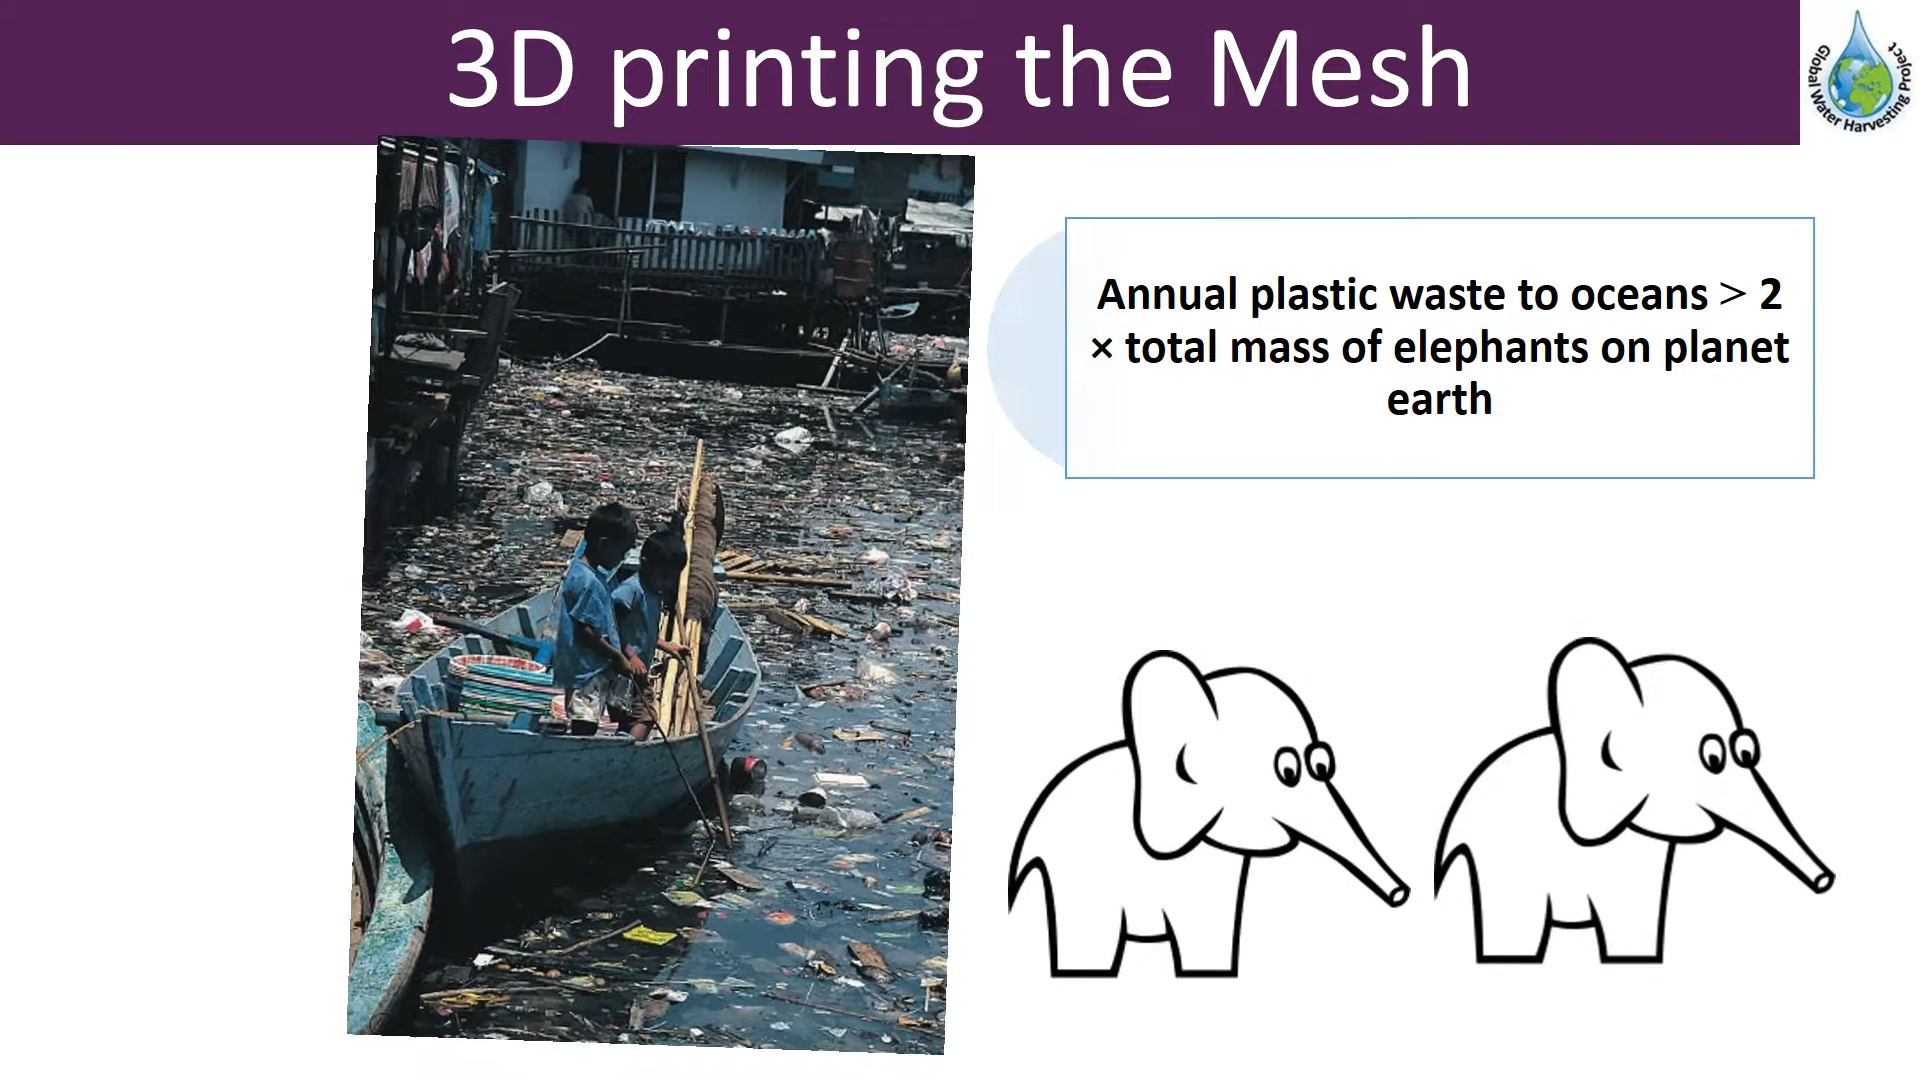 3D printing the Mesh
Global Water Harvesting Project
Annual plastic waste to oceans > 2
× total mass of elephants on planet
earth